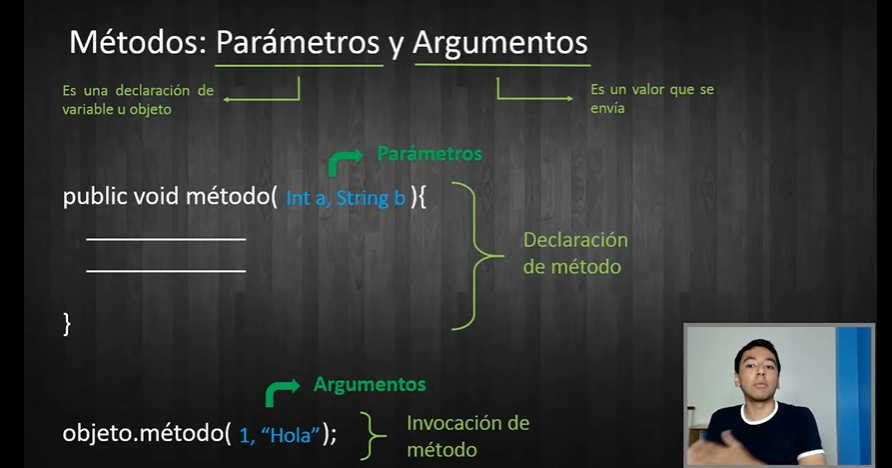 Métodos: Parámetros y Argumentos
Es una declaración de
variable u objeto
Es un valor que se
envía
Parámetros
public void método( Int a, String b ){
Declaración
de método
}
Argumentos
objeto.método( 1, “Hola”);
Invocación de
método